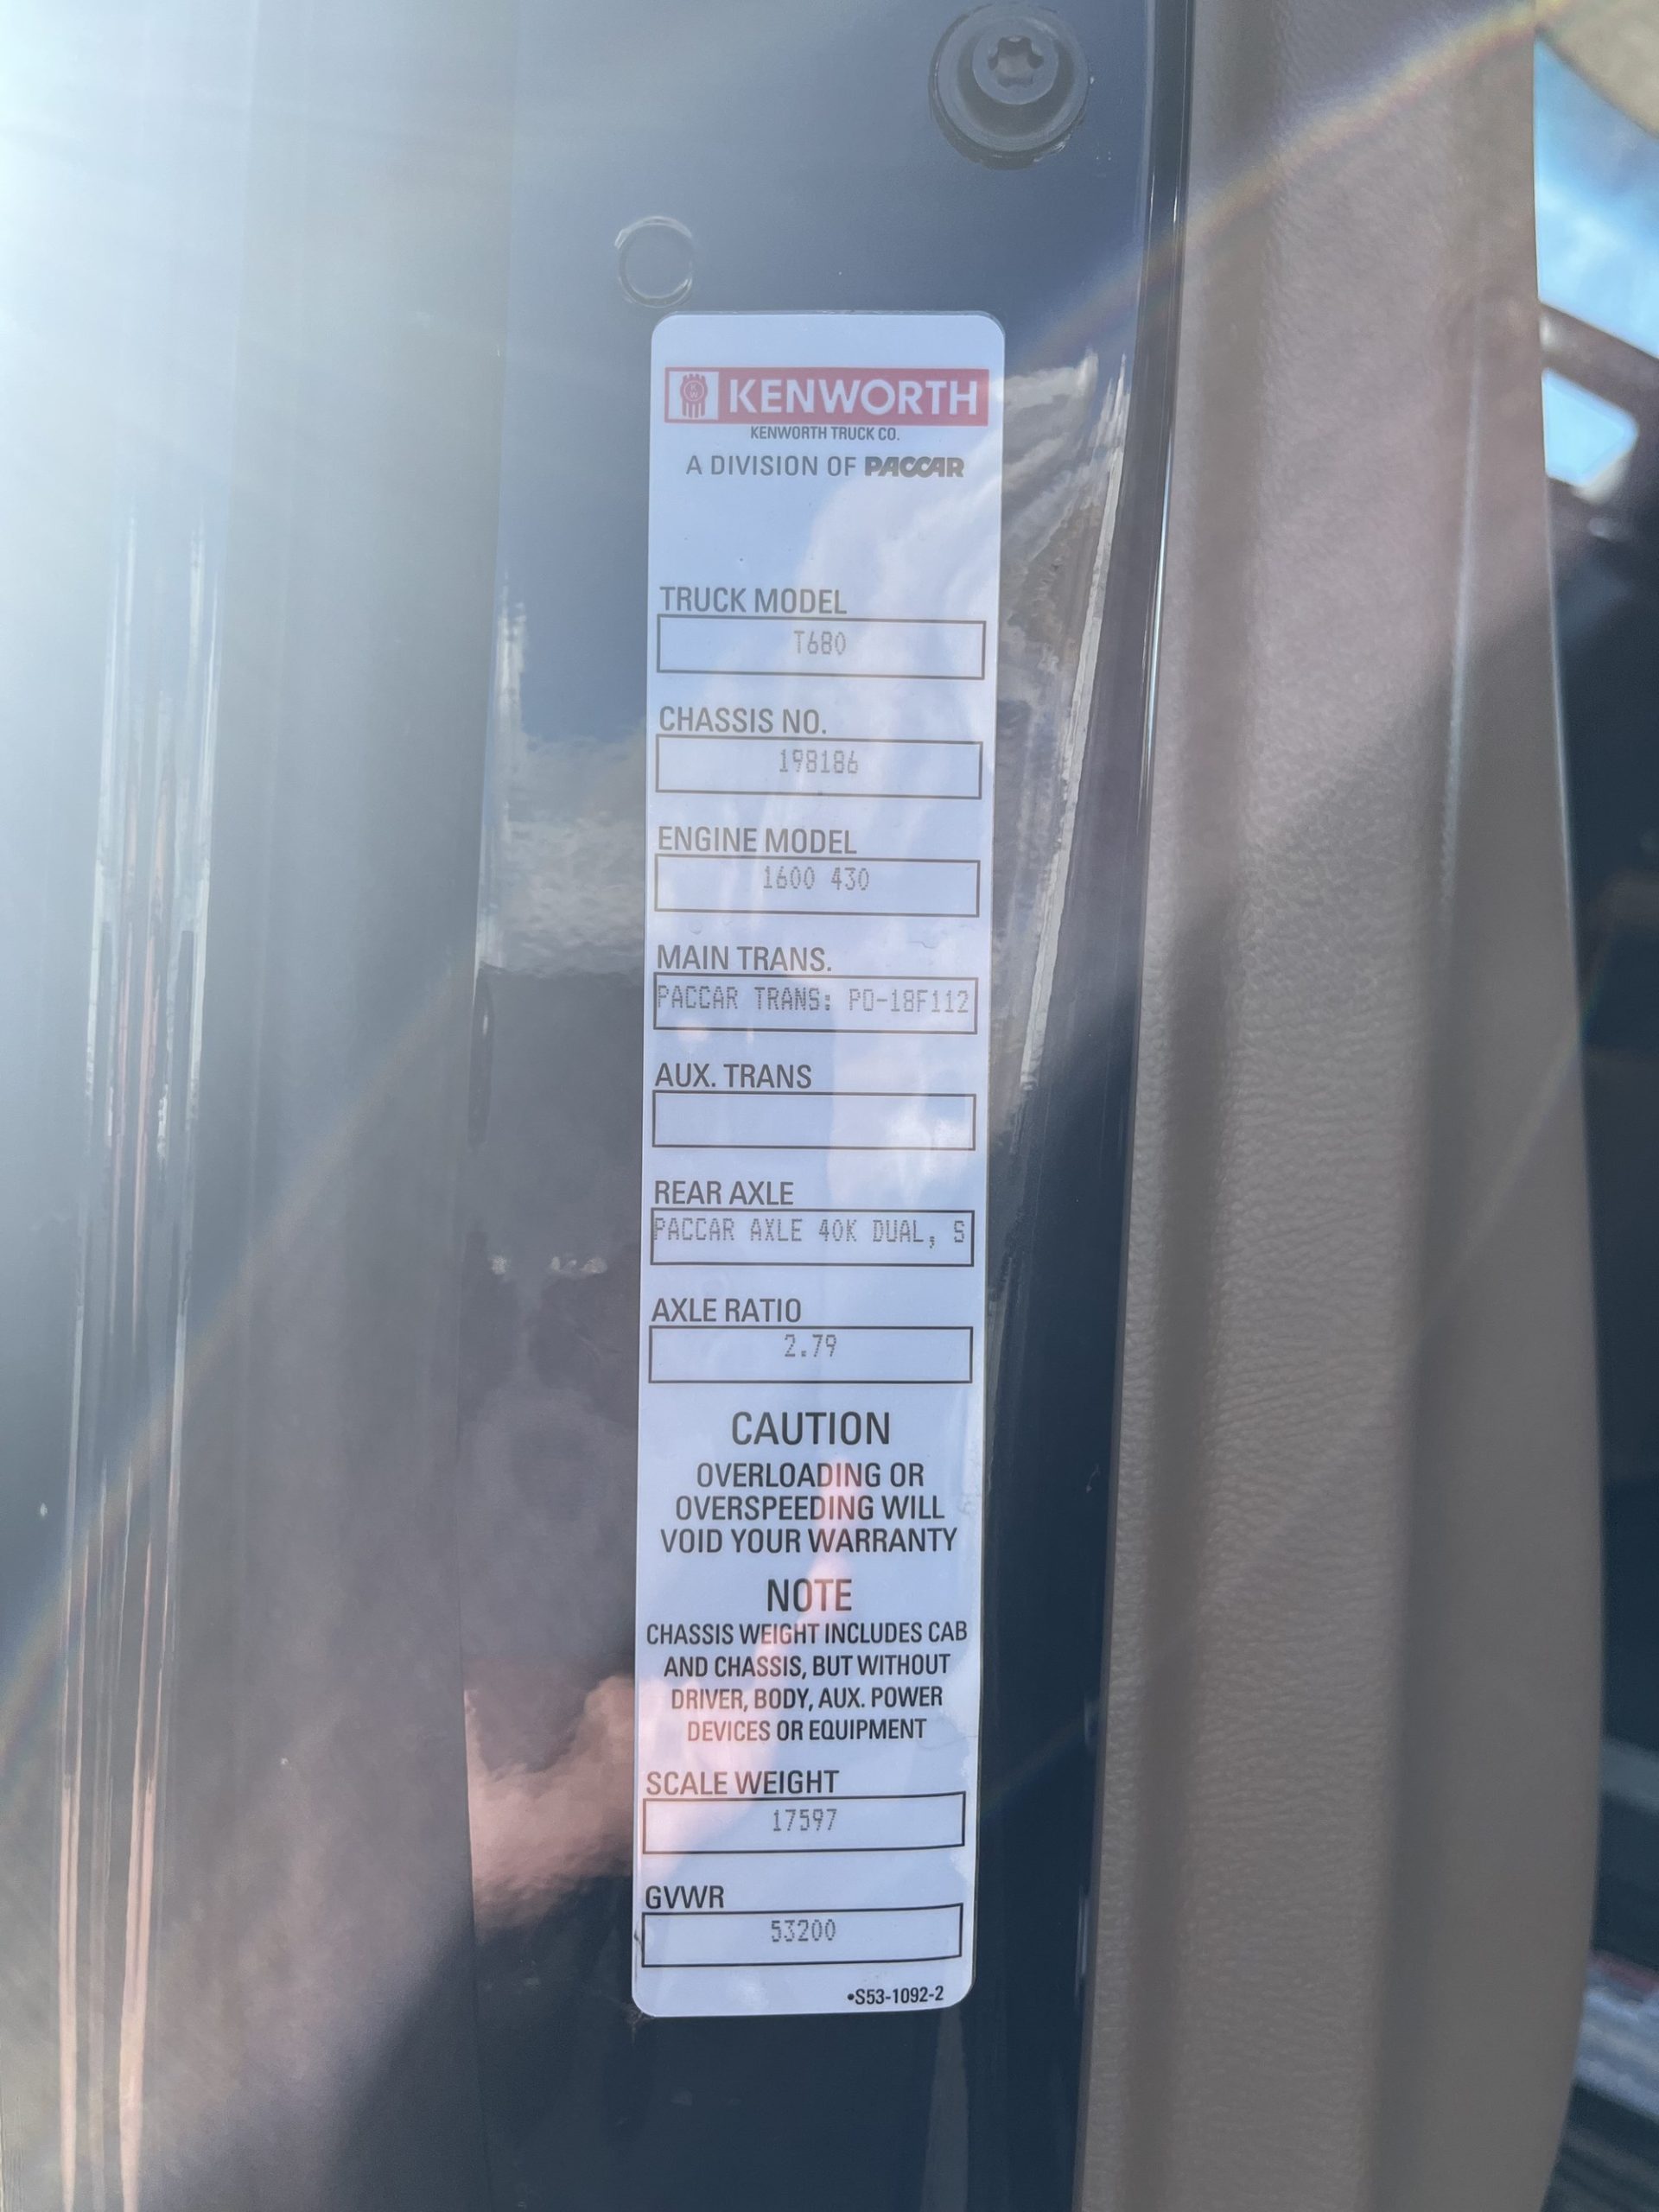 KENWORTH
KENWORTH TRUCK CO.
A DIVISION OF PACCAR
TRUCK MODEL
T680
CHASSIS NO.
198186
ENGINE MODEL
1600 430
MAIN TRANS.
PACCAR TRANS: PO-18F112
AUX. TRANS
REAR AXLE
PACCAR AXLE 40K DUAL, S
AXLE RATIO
2.79
CAUTION
OVERLOADING OR
OVERSPEEDING WILL
VOID YOUR WARRANTY
NOTE
CHASSIS WEIGHT INCLUDES CAB
AND CHASSIS, BUT WITHOUT
DRIVER, BODY, AUX. POWER
DEVICES OR EQUIPMENT
SCALE WEIGHT
17597
GVWR
53200
•S53-1092-2